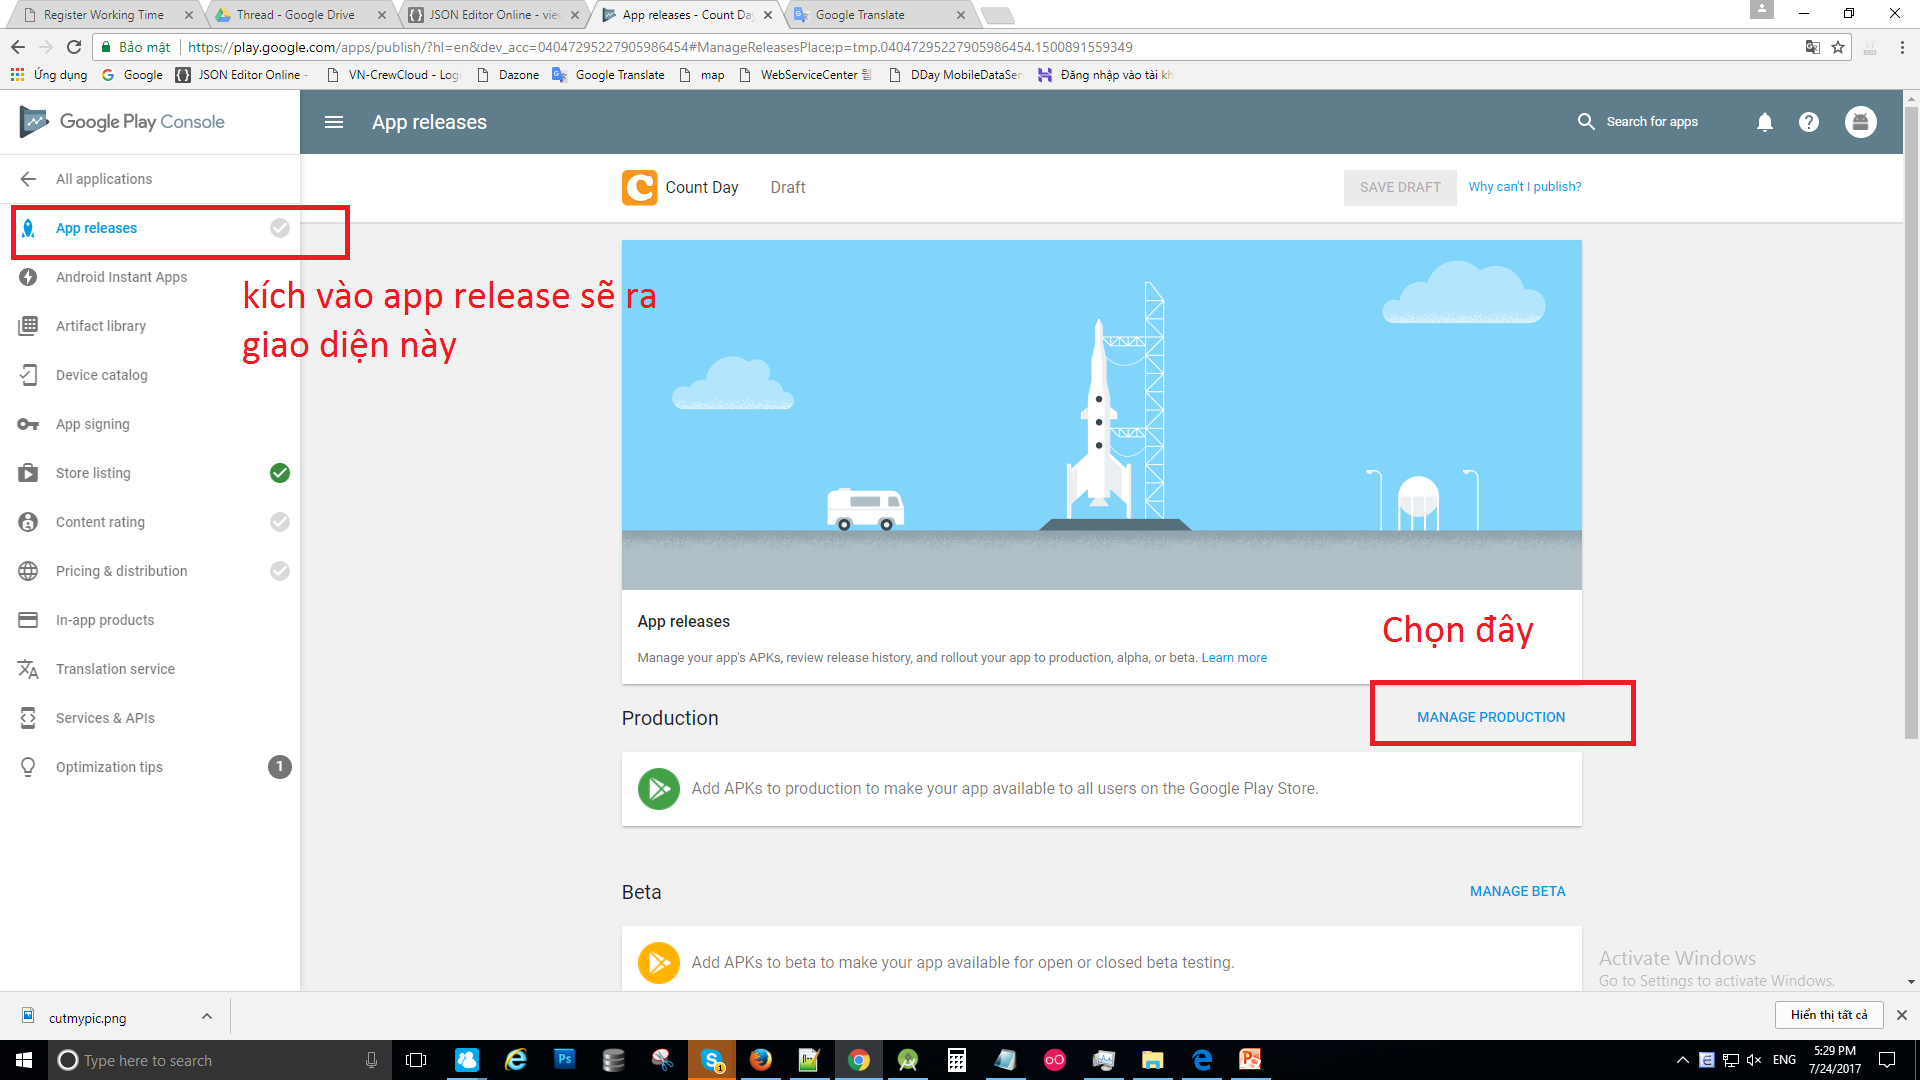 Register Working Time
Thread - Google Drive
JSON Editor Online - vie
App releases - Count Da
Google Translate
Bảo mật
https://play.google.com/apps/publish/?hl=en&dev_acc=04047295227905986454#ManageReleasesPlace:p=tmp.04047295227905986454.1500891559349
Ứng dụng
Google
JSON Editor Online -
VN-CrewCloud - Log
Dazone
Google Translate
map
WebServiceCenter
DDay MobileDataSer
Đăng nhập vào tài kh
Google Play Console
App releases
Search for apps
All applications
Count Day
Draft
SAVE DRAFT
Why can't I publish?
App releases
Android Instant Apps
kích vào app release sẽ ra
giao diện này
Artifact library
Device catalog
App signing
Store listing
Content rating
Pricing & distribution
In-app products
Translation service
Services & APIs
Optimization tips
1
App releases
Chọn đây
Manage your app's APKs, review release history, and rollout your app to production, alpha, or beta. Learn more
Production
MANAGE PRODUCTION
Add APKs to production to make your app available to all users on the Google Play Store.
Beta
MANAGE BETA
Add APKs to beta to make your app available for open or closed beta testing.
Activate Windows
Go to Settings to activate Windows.
cutmypic.png
Hiển thị tất cả
Type here to search
ENG
5:29 PM
7/24/2017